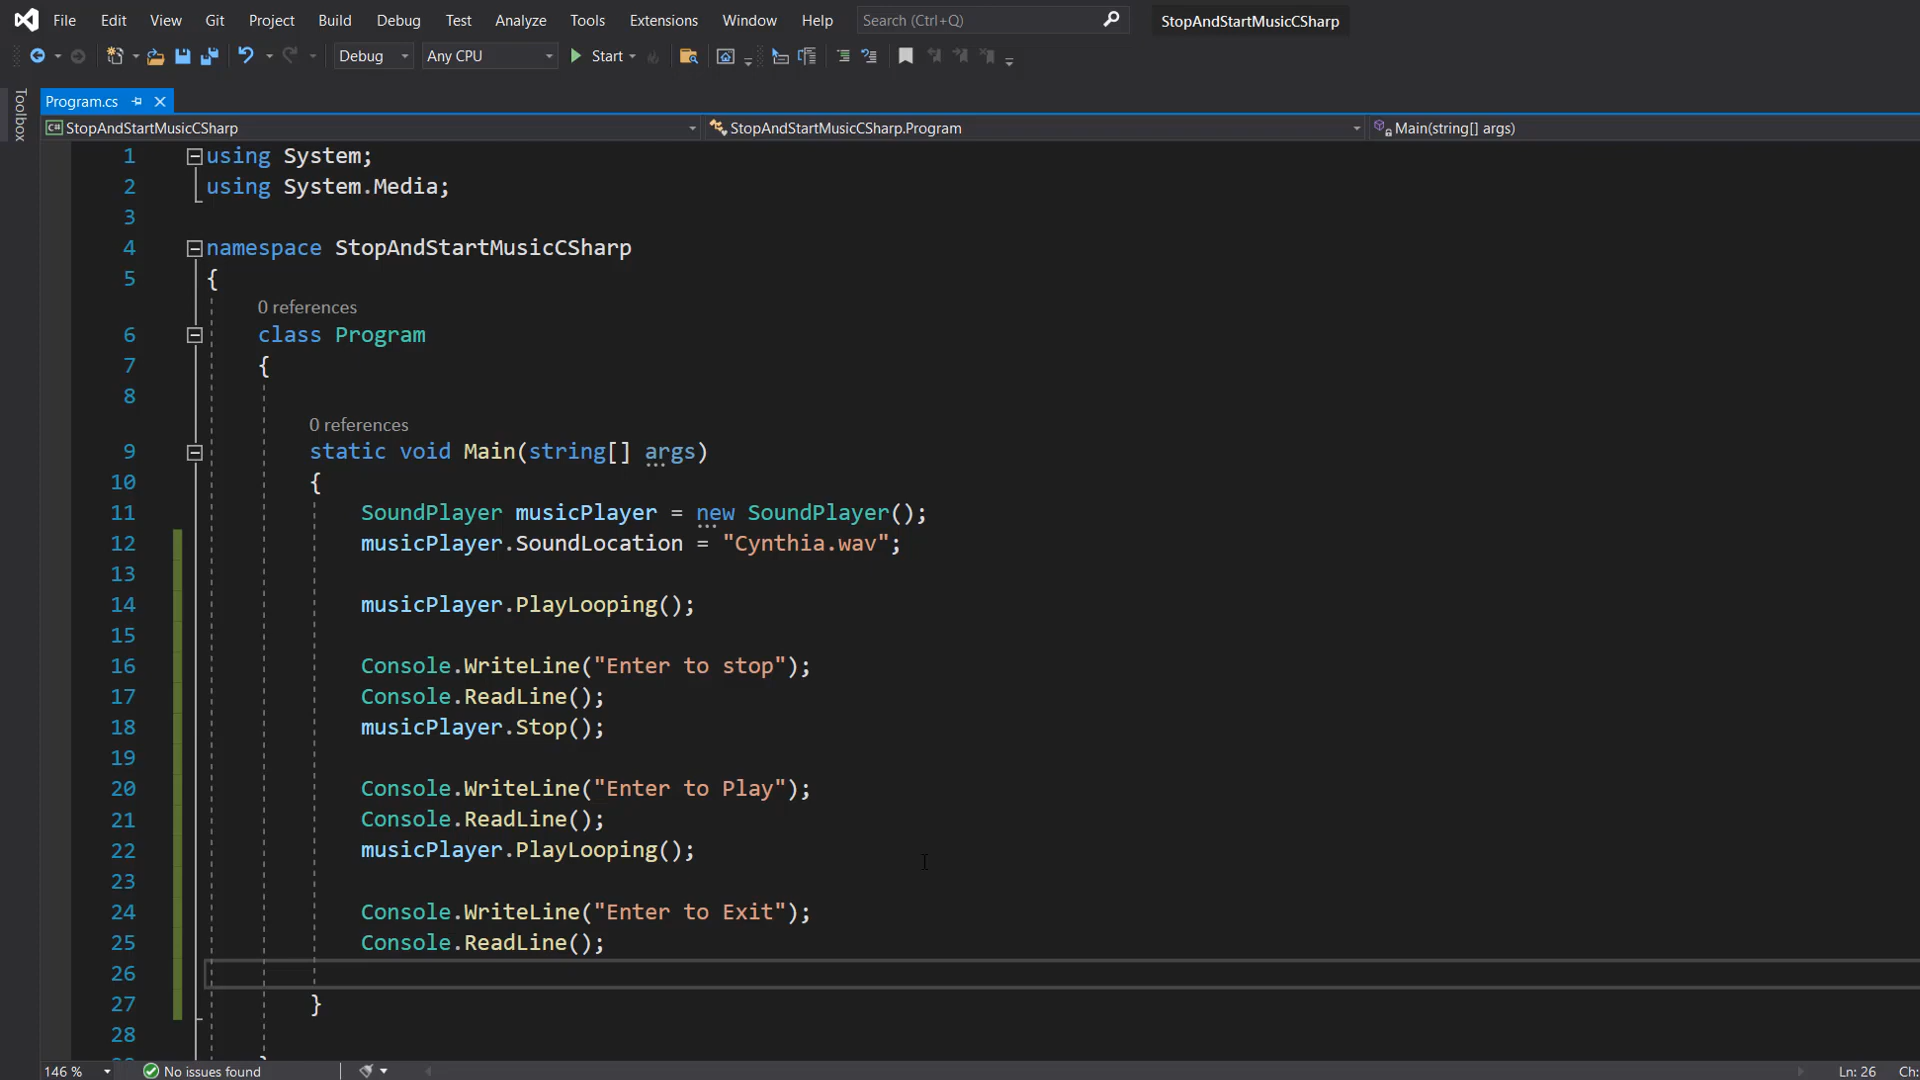 File Edit View Git Project Build Debug Test Analyze Tools Extensions Window Help Search (Ctrl+Q) StopAndStartMusicCSharp
Debug Any CPU Start
Toolbox
Program.cs
C# StopAndStartMusicCSharp StopAndStartMusicCSharp.Program Main(string[] args)
1 using System;
2 using System.Media;
3
4 namespace StopAndStartMusicCSharp
5 {
0 references
6 class Program
7 {
8
0 references
9 static void Main(string[] args)
10 {
11 SoundPlayer musicPlayer = new SoundPlayer();
12 musicPlayer.SoundLocation = "Cynthia.wav";
13
14 musicPlayer.PlayLooping();
15
16 Console.WriteLine("Enter to stop");
17 Console.ReadLine();
18 musicPlayer.Stop();
19
20 Console.WriteLine("Enter to Play");
21 Console.ReadLine();
22 musicPlayer.PlayLooping();
23
24 Console.WriteLine("Enter to Exit");
25 Console.ReadLine();
26
27 }
28
146 % No issues found Ln: 26 Ch: